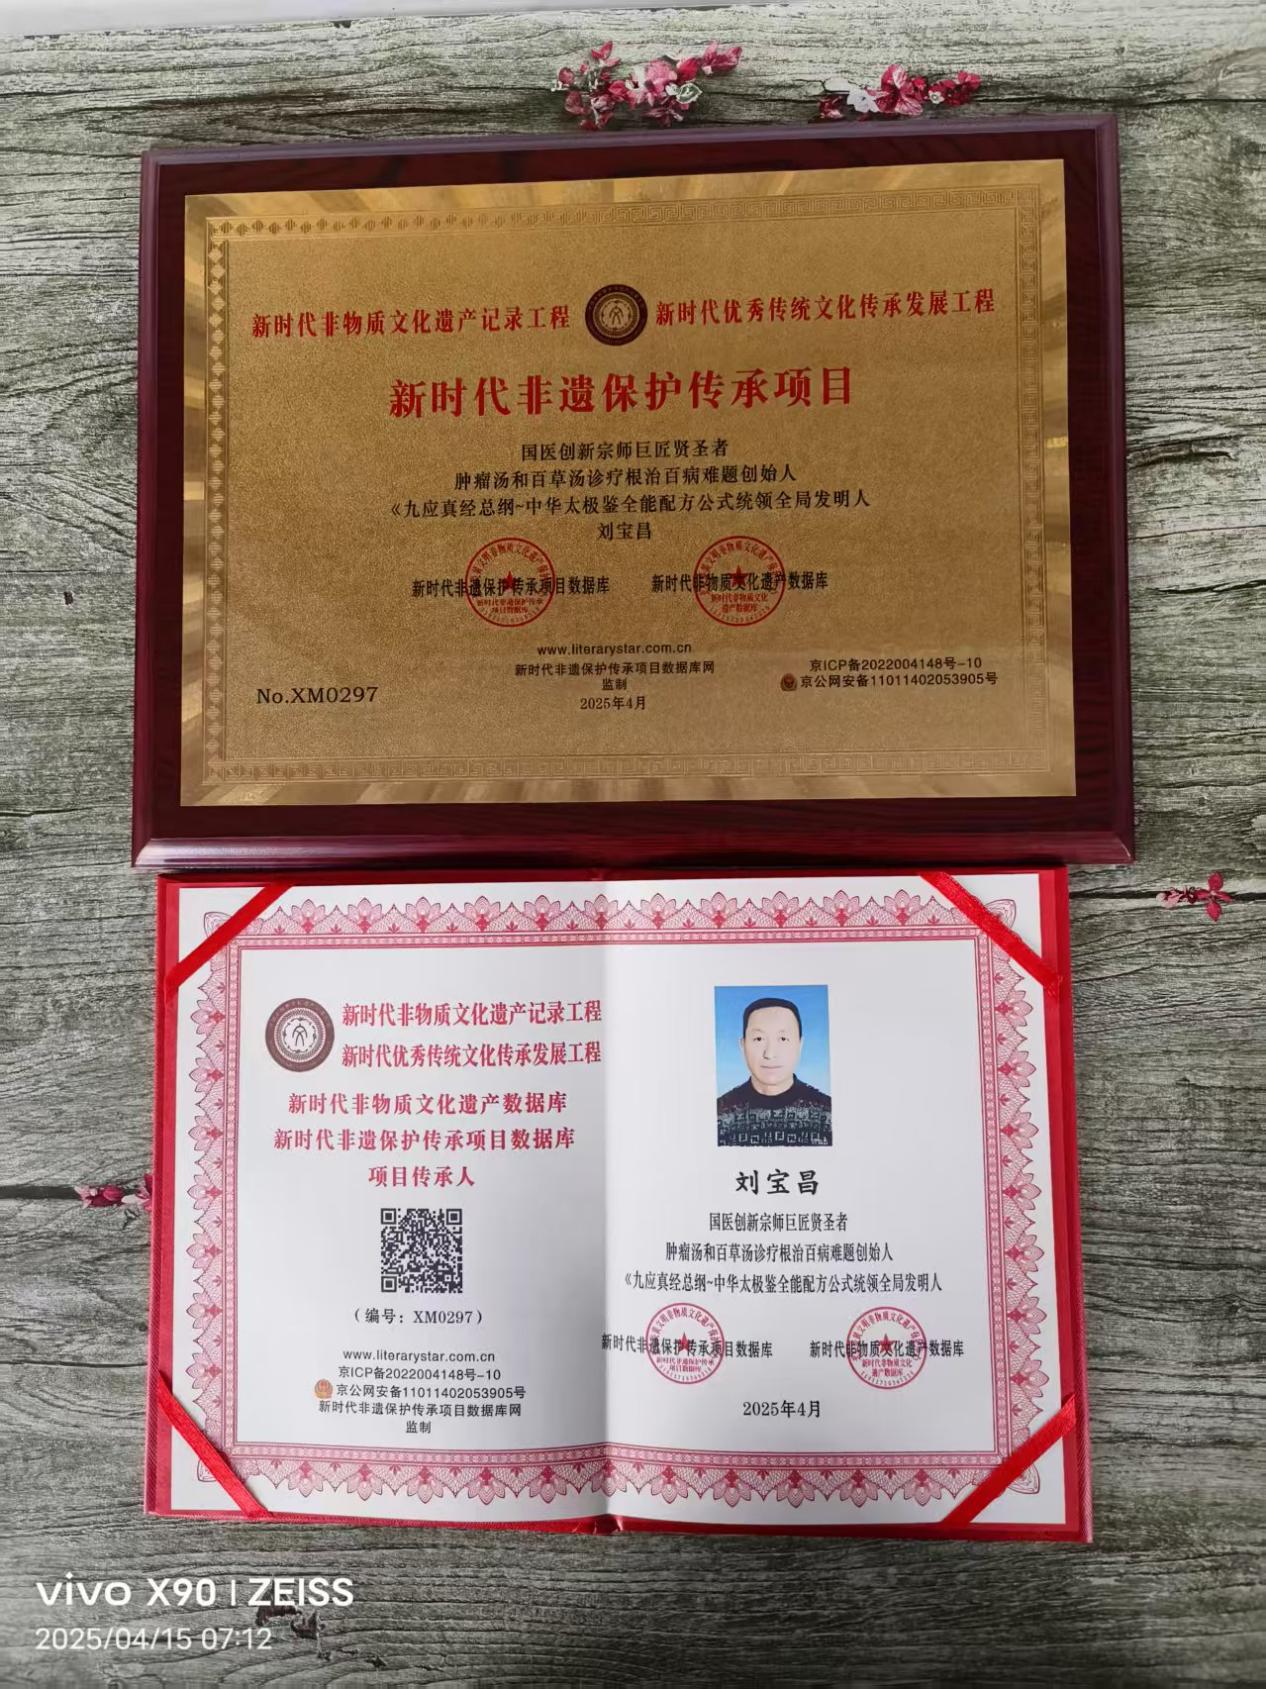 新时代非物质文化遗产记录工程 新时代优秀传统文化传承发展工程
新时代非遗保护传承项目
国医创新宗师巨匠贤圣者
肿瘤汤和百草汤诊疗根治百病难题创始人
《九应真经总纲~中华太极鉴全能配方公式统领全局发明人
刘宝昌
新时代非遗保护传承项目数据库 新时代非物质文化遗产数据库
www.literarystar.com.cn
新时代非遗保护传承项目数据库网
监制
2025年4月
京ICP备2022004148号-10
京公网安备11011402053905号
No.XM0297
新时代非物质文化遗产记录工程
新时代优秀传统文化传承发展工程
新时代非物质文化遗产数据库
新时代非遗保护传承项目数据库
项目传承人
(编号：XM0297)
www.literarystar.com.cn
京ICP备2022004148号-10
京公网安备11011402053905号
新时代非遗保护传承项目数据库网
监制
刘宝昌
国医创新宗师巨匠贤圣者
肿瘤汤和百草汤诊疗根治百病难题创始人
《九应真经总纲~中华太极鉴全能配方公式统领全局发明人
新时代非遗保护传承项目数据库 新时代非物质文化遗产数据库
2025年4月
vivo X90 | ZEISS
2025/04/15 07:12